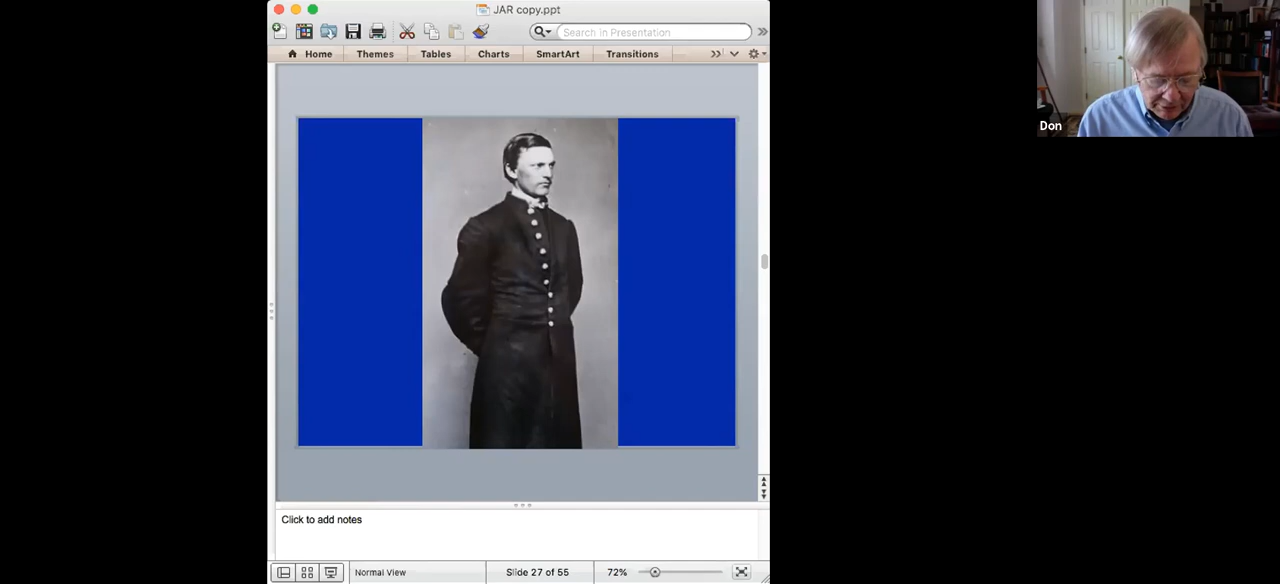 JAR copy.ppt
Search in Presentation
Home Themes Tables Charts SmartArt Transitions
Don
Click to add notes
Normal View Slide 27 of 55 72%